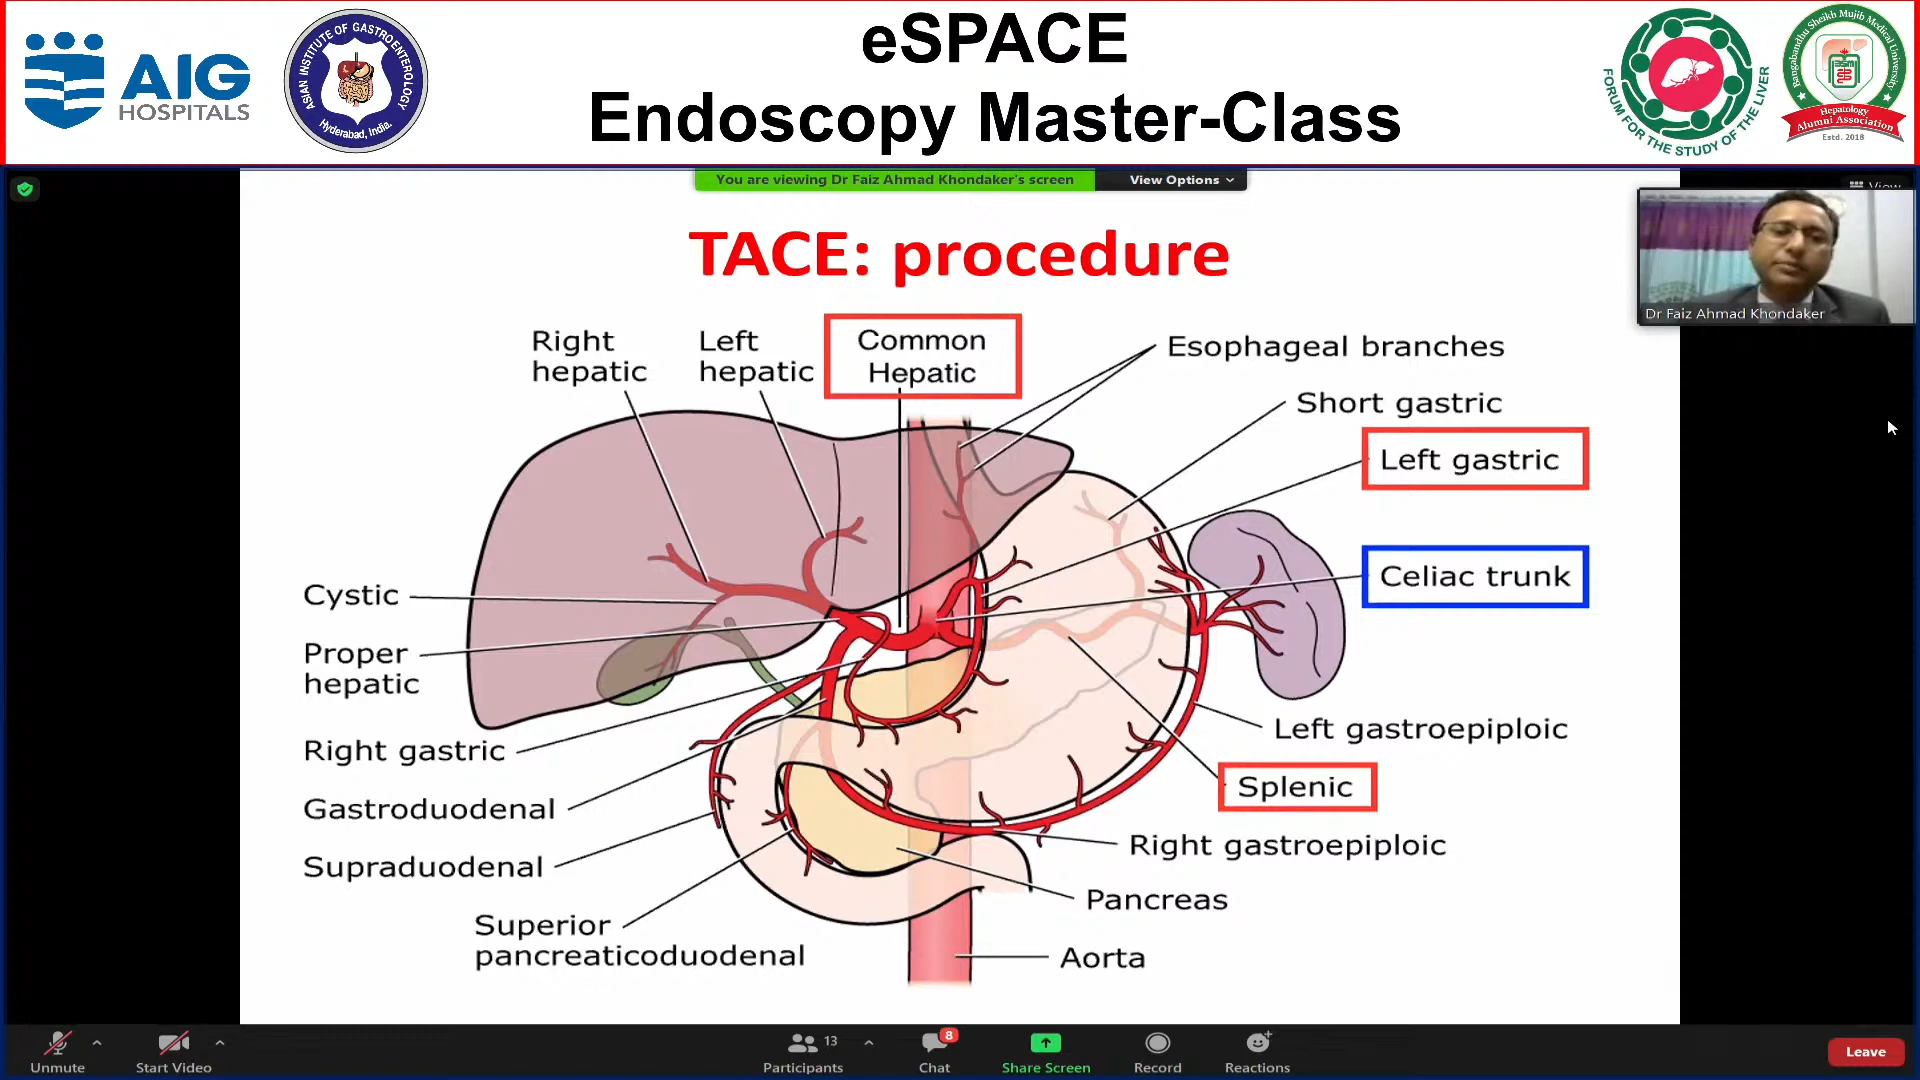 AIG
HOSPITALS
ASIAN INSTITUTE OF GASTROENTEROLOGY
Hyderabad, India.
eSPACE
Endoscopy Master-Class
FORUM FOR THE STUDY OF THE LIVER
Bangabandhu Sheikh Mujib Medical University
Hepatology
Alumni Association
Estd. 2018
You are viewing Dr Faiz Ahmad Khondaker's screen
View Options
View
Dr Faiz Ahmad Khondaker
TACE: procedure
Right
hepatic
Left
hepatic
Common
Hepatic
Esophageal branches
Short gastric
Left gastric
Celiac trunk
Cystic
Proper
hepatic
Right gastric
Gastroduodenal
Supraduodenal
Superior
pancreaticoduodenal
Left gastroepiploic
Splenic
Right gastroepiploic
Pancreas
Aorta
Unmute
Start Video
13
Participants
8
Chat
Share Screen
Record
Reactions
Leave